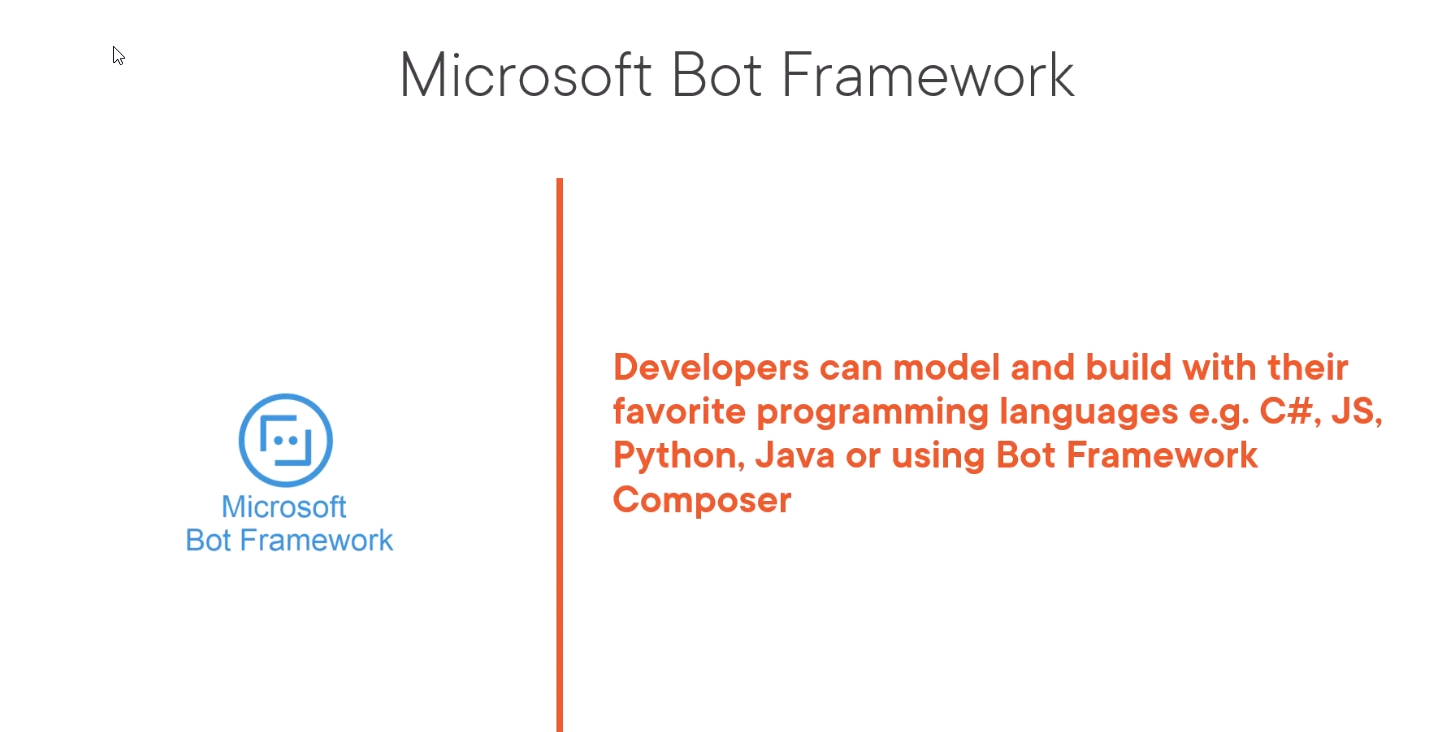 Microsoft Bot Framework
Developers can model and build with their
favorite programming languages e.g. C#, JS,
Python, Java or using Bot Framework
Composer
Microsoft
Bot Framework